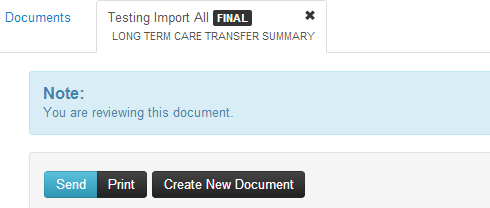 Documents
Testing Import All FINAL ✖
LONG TERM CARE TRANSFER SUMMARY
Note:
You are reviewing this document.
Send Print Create New Document